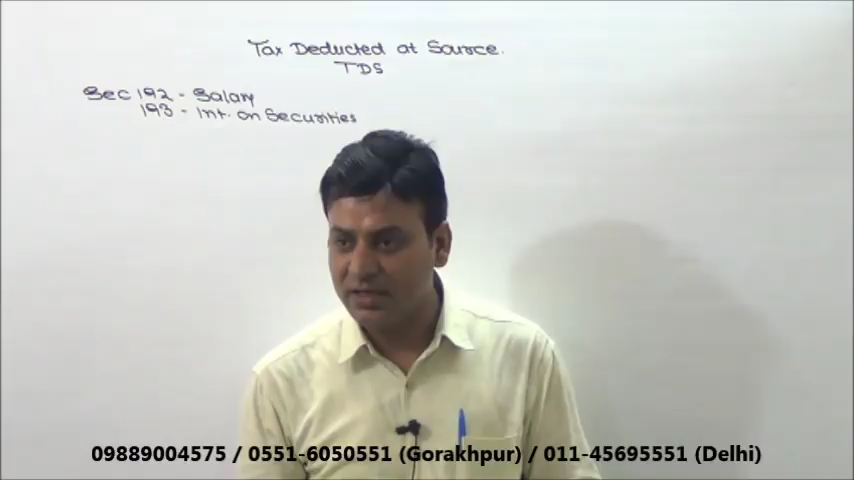 Tax Deducted at Source.
TDS
Sec 192 - Salary
193 - Int. on Securities
09889004575 / 0551-6050551 (Gorakhpur) / 011-45695551 (Delhi)